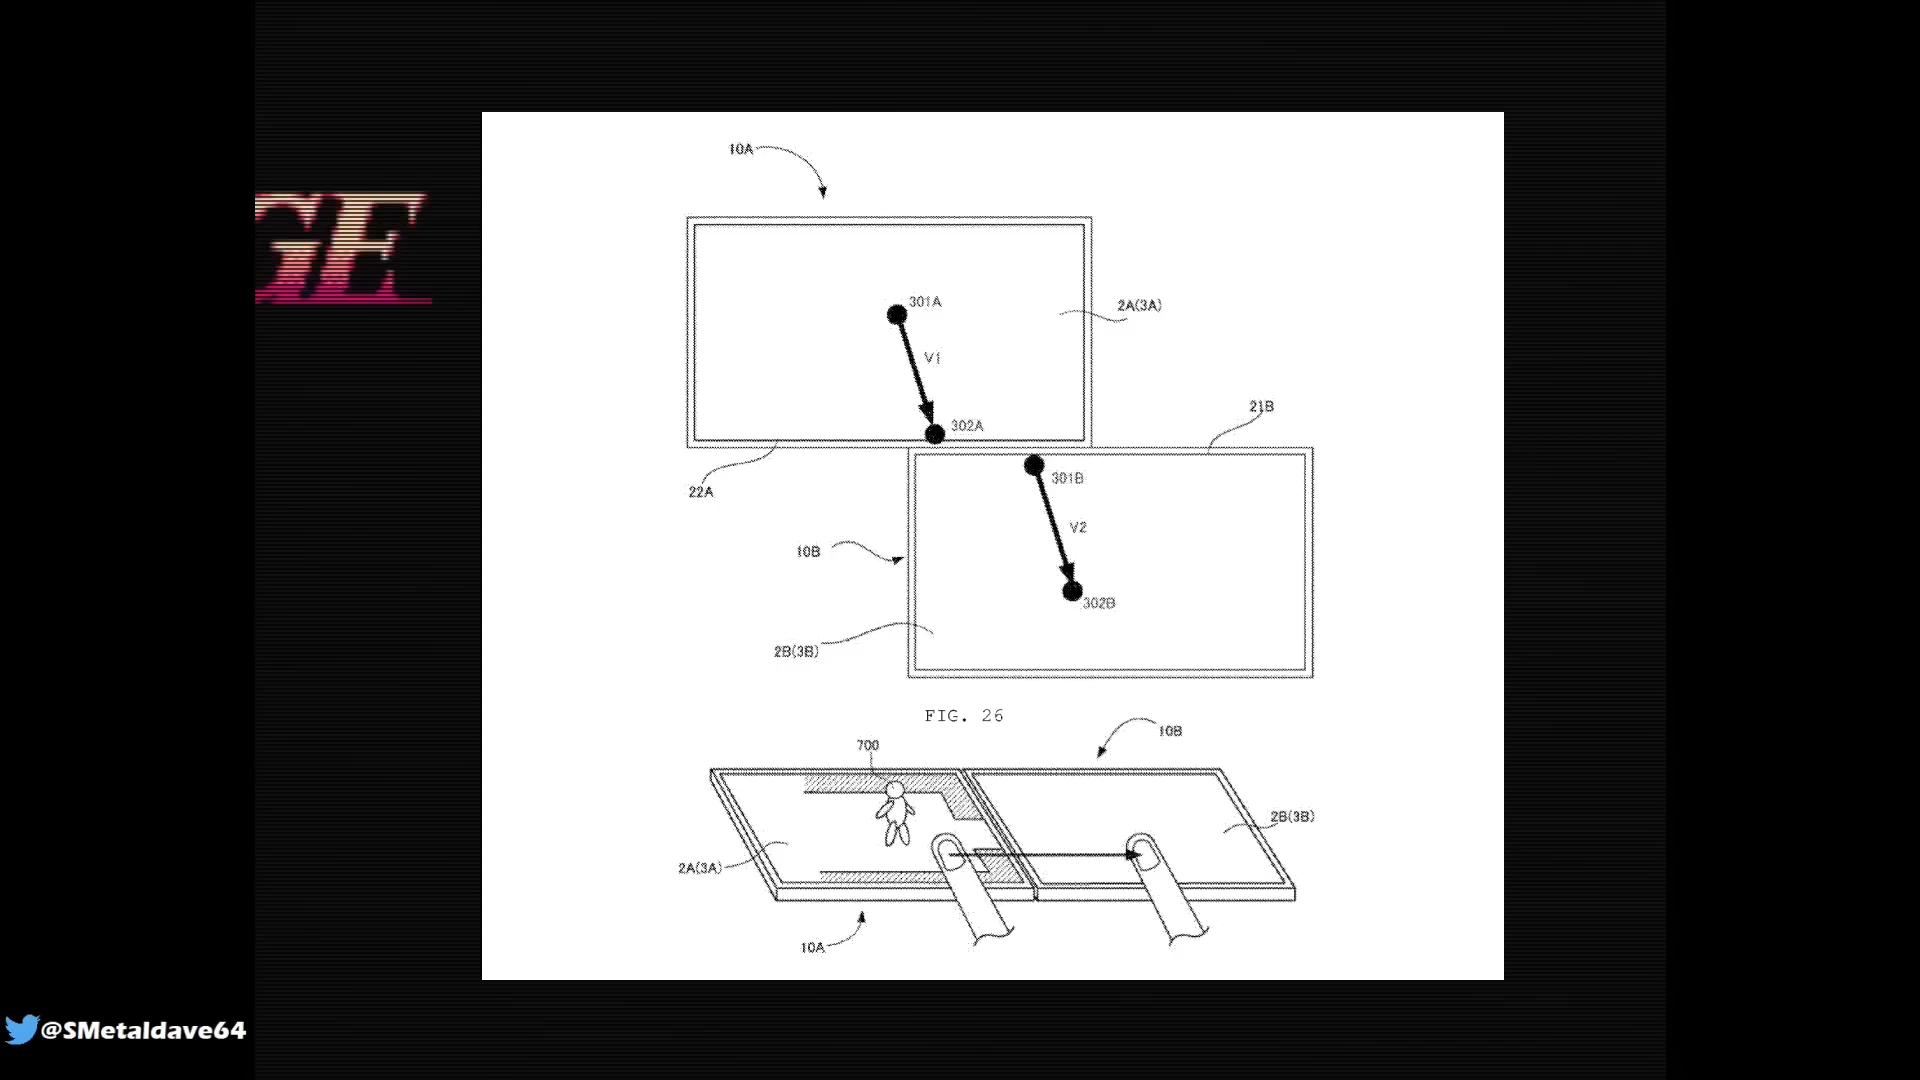 10A
GE
301A
2A(3A)
V1
21B
302A
301B
22A
V2
10B
302B
2B(3B)
FIG. 26
10B
700
2B(3B)
2A(3A)
10A
@SMetaldave64